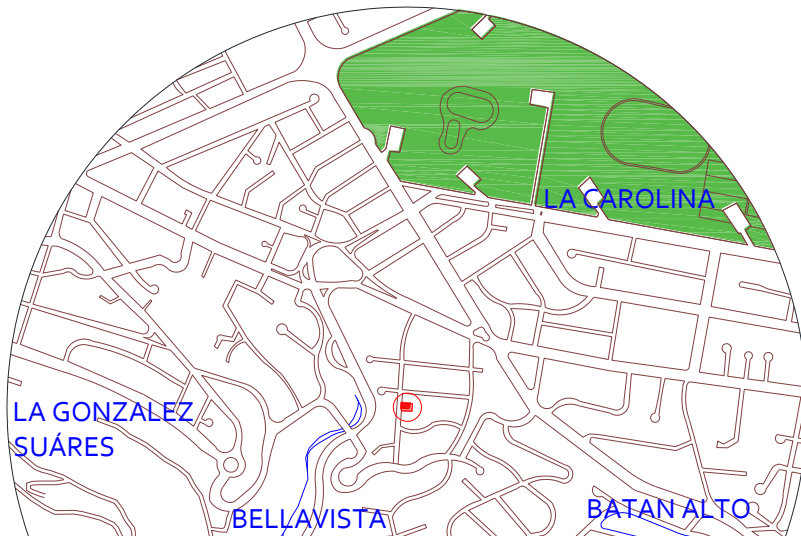 LA CAROLINA
LA GONZALEZ
SUÁRES
BELLAVISTA
BATAN ALTO